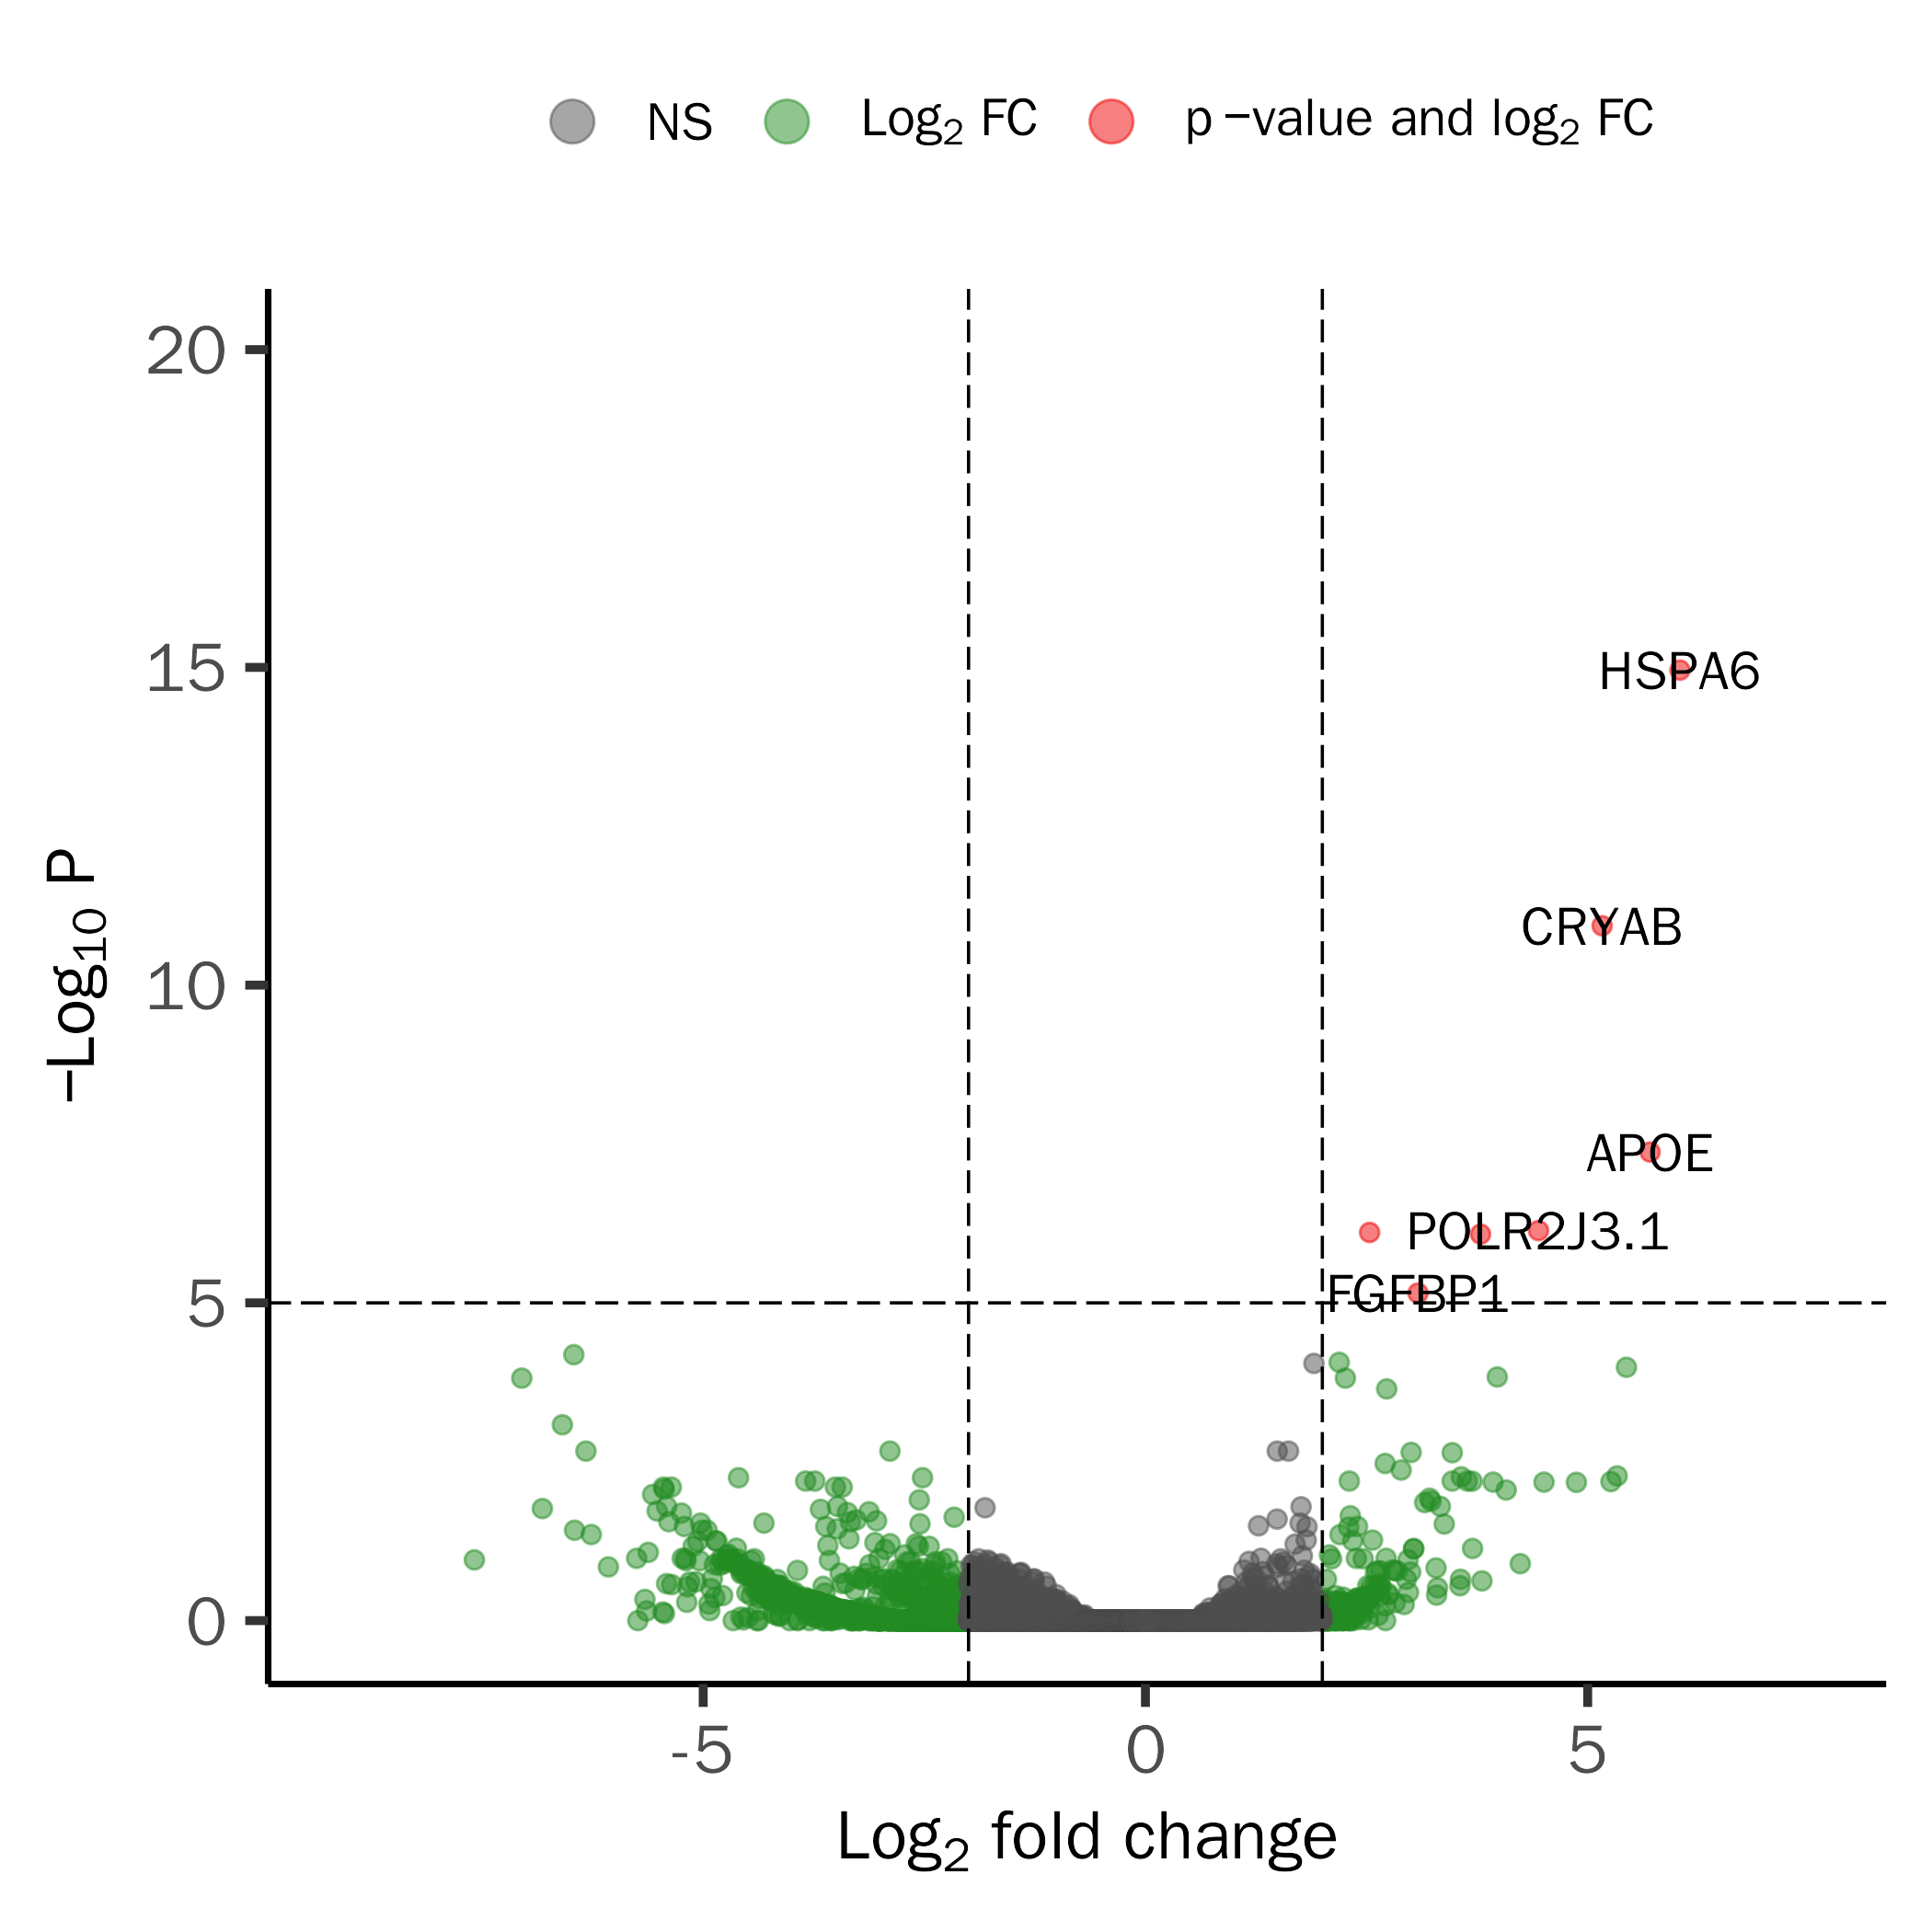 NS Log₂ FC p −value and log₂ FC
20
15
10
5
0
−Log₁₀ P
HSPA6
CRYAB
APOE
POLR2J3.1
FGFBP1
-5 0 5
Log₂ fold change